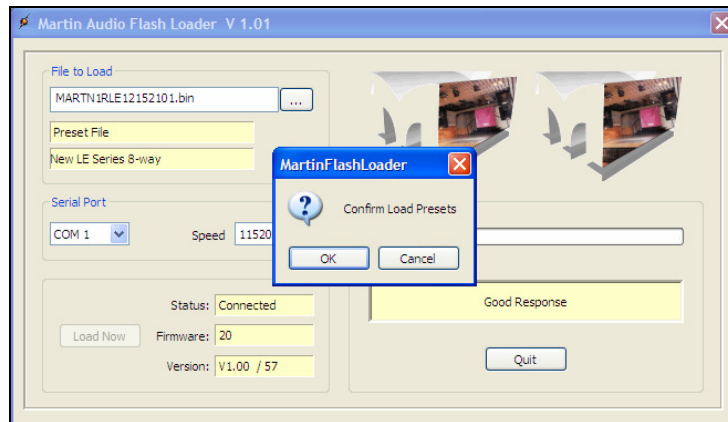 Martin Audio Flash Loader V 1.01
File to Load
MARTN1RLE12152101.bin
...
Preset File
New LE Series 8-way
MartinFlashLoader
Confirm Load Presets
OK
Cancel
Serial Port
COM 1
Speed
11520
Good Response
Status: Connected
Load Now
Firmware: 20
Version: V1.00 / 57
Quit